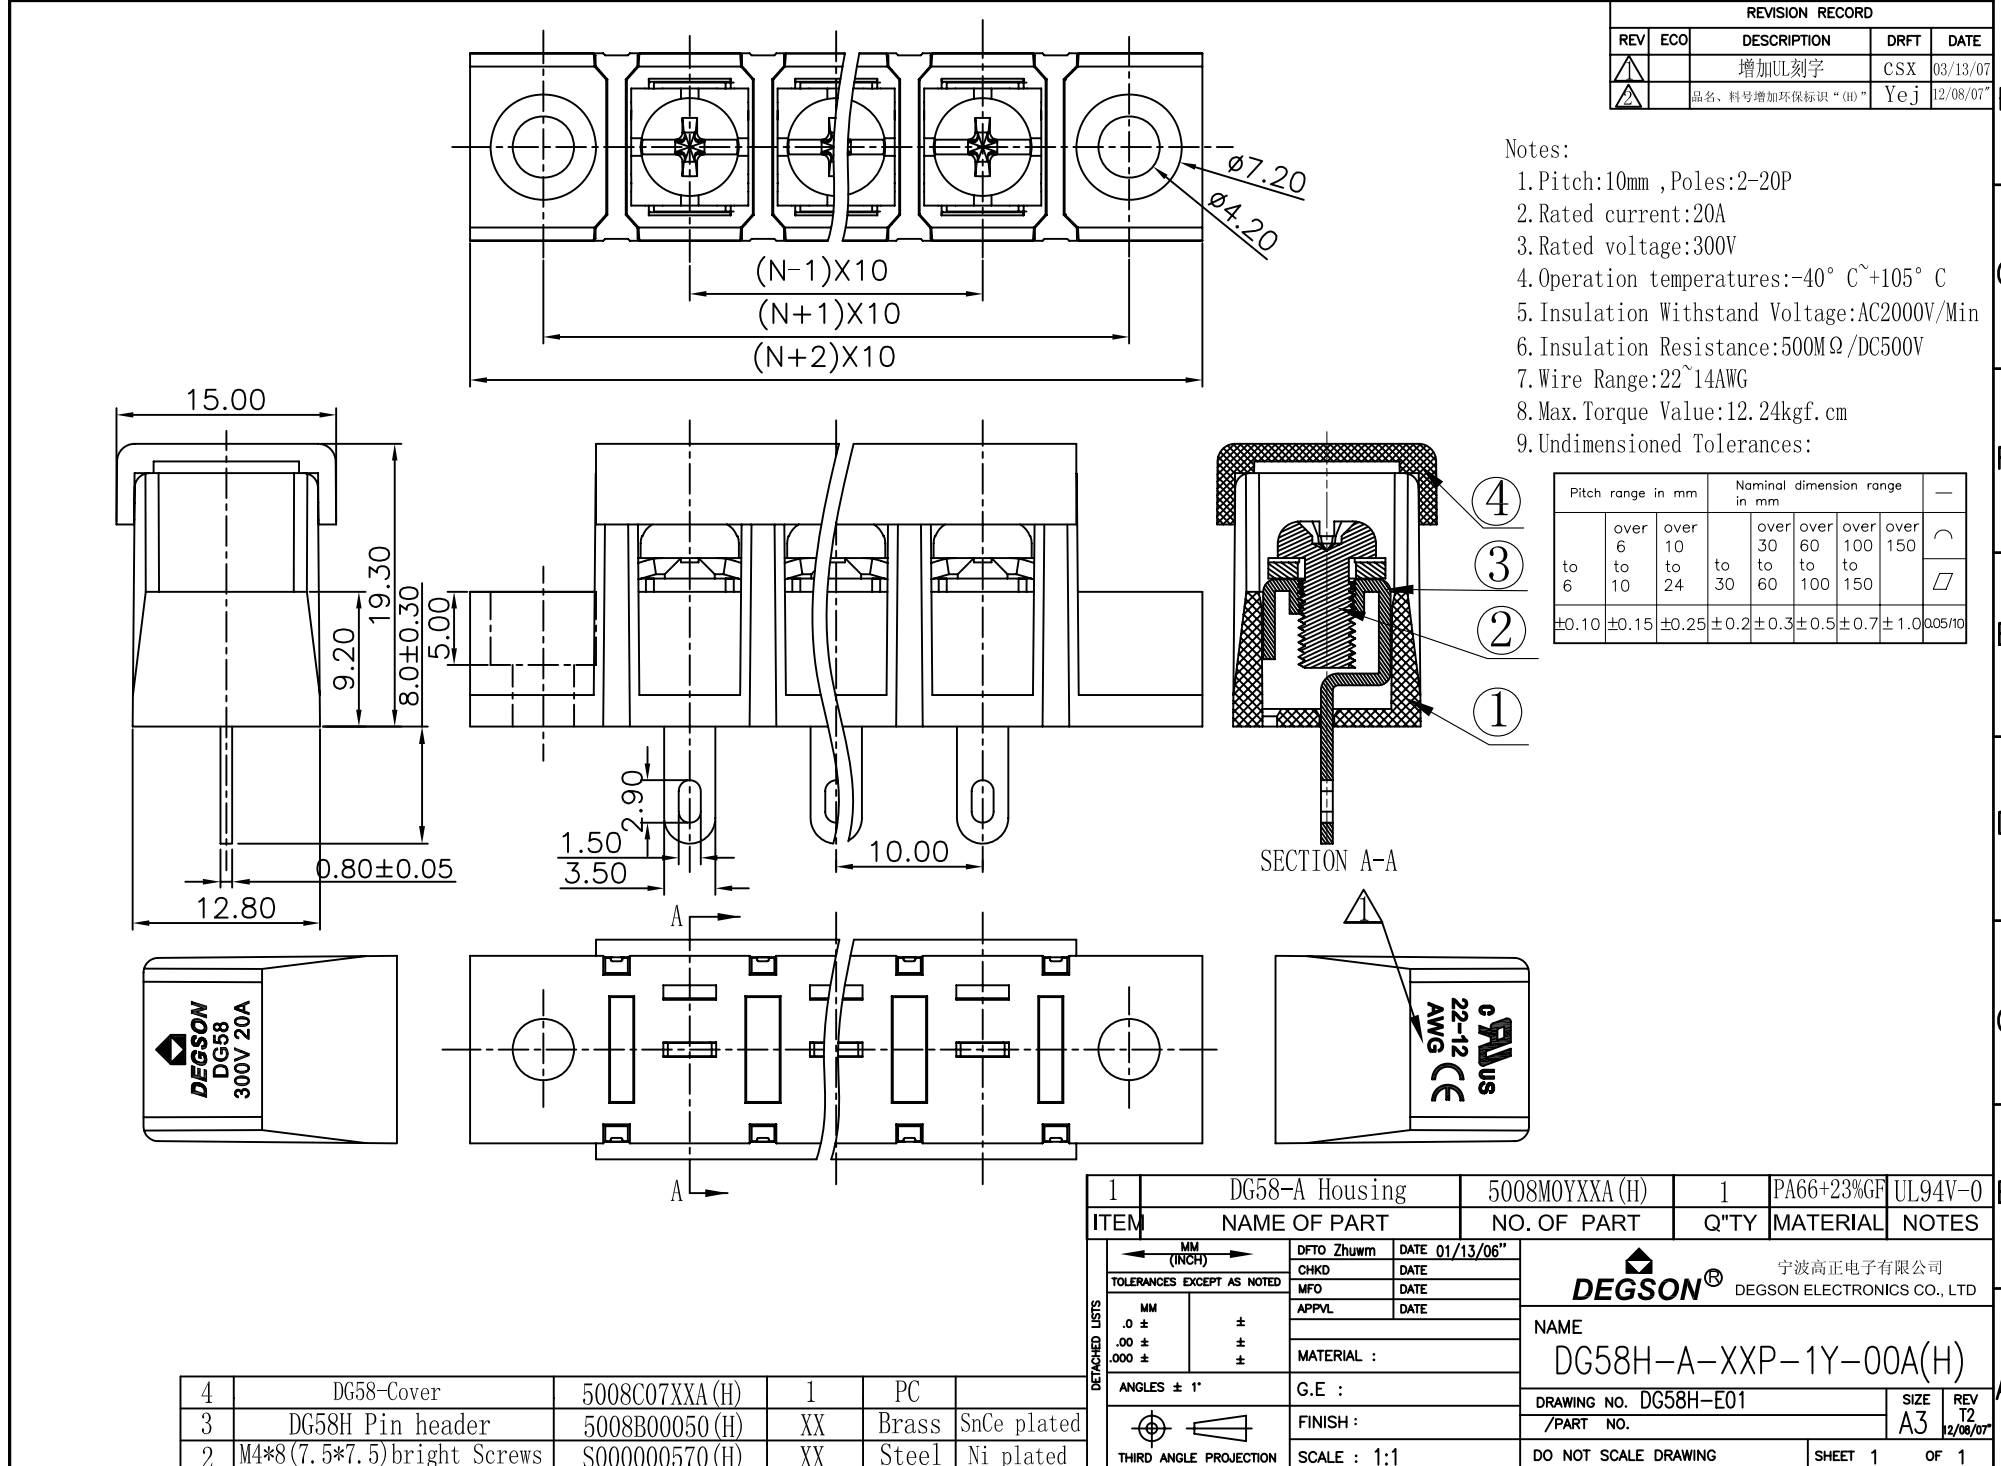 REVISION RECORD
REV ECO DESCRIPTION DRFT DATE
1 增加UL刻字 CSX 03/13/07
2 品名、料号增加环保标识“(H)” Yej 12/08/07"
Notes:
1.Pitch:10mm ,Poles:2-20P
2.Rated current:20A
3.Rated voltage:300V
4.Operation temperatures:-40° C~+105° C
5.Insulation Withstand Voltage:AC2000V/Min
6.Insulation Resistance:500MΩ/DC500V
7.Wire Range:22~14AWG
8.Max.Torque Value:12.24kgf.cm
9.Undimensioned Tolerances:
Pitch range in mm Naminal dimension range in mm —
to 6 over 6 to 10 over 10 to 24 to 30 over 30 to 60 over 60 to 100 over 100 to 150 over 150
±0.10 ±0.15 ±0.25 ±0.2 ±0.3 ±0.5 ±0.7 ±1.0 0.05/10
ø7.20
ø4.20
(N-1)X10
(N+1)X10
(N+2)X10
15.00
19.30
8.0±0.30
9.20
5.00
0.80±0.05
12.80
2.90
1.50
3.50
10.00
4
3
2
1
SECTION A-A
1
A
A
DEGSON
DG58
300V 20A
c UL US
22-12
AWG
CE
1 DG58-A Housing 5008M0YXXA(H) 1 PA66+23%GF UL94V-0
ITEM NAME OF PART NO. OF PART Q"TY MATERIAL NOTES
4 DG58-Cover 5008C07XXA(H) 1 PC
3 DG58H Pin header 5008B00050(H) XX Brass SnCe plated
2 M4*8(7.5*7.5)bright Screws S000000570(H) XX Steel Ni plated
DETACHED LISTS
MM
(INCH)
TOLERANCES EXCEPT AS NOTED
MM
.0 ± ±
.00 ± ±
.000 ± ±
ANGLES ± 1°
THIRD ANGLE PROJECTION
DFTO Zhuwm DATE 01/13/06"
CHKD DATE
MFO DATE
APPVL DATE
MATERIAL :
G.E :
FINISH :
SCALE : 1:1
DEGSON®
宁波高正电子有限公司
DEGSON ELECTRONICS CO., LTD
NAME
DG58H-A-XXP-1Y-00A(H)
DRAWING NO. DG58H-E01
/PART NO.
SIZE A3
REV T2 12/08/07"
DO NOT SCALE DRAWING SHEET 1 OF 1